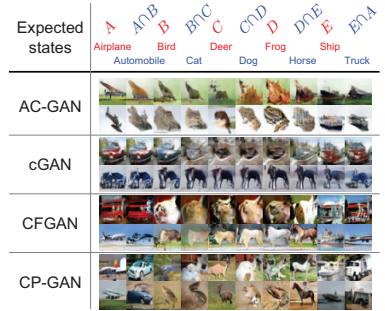 Expected states
A A∩B B B∩C C C∩D D D∩E E E∩A
Airplane Bird Deer Frog Ship
Automobile Cat Dog Horse Truck
AC-GAN
cGAN
CFGAN
CP-GAN